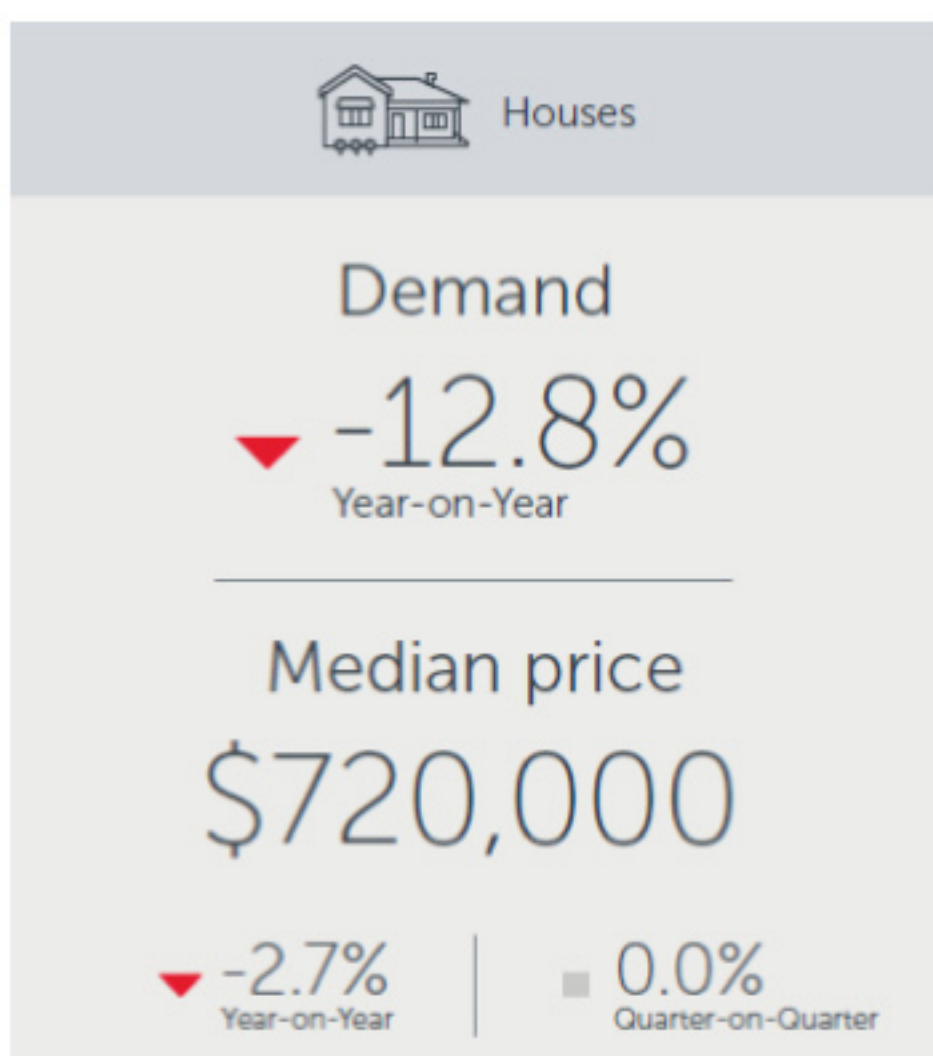 Houses
Demand
-12.8%
Year-on-Year
Median price
$720,000
-2.7% 0.0%
Year-on-Year Quarter-on-Quarter